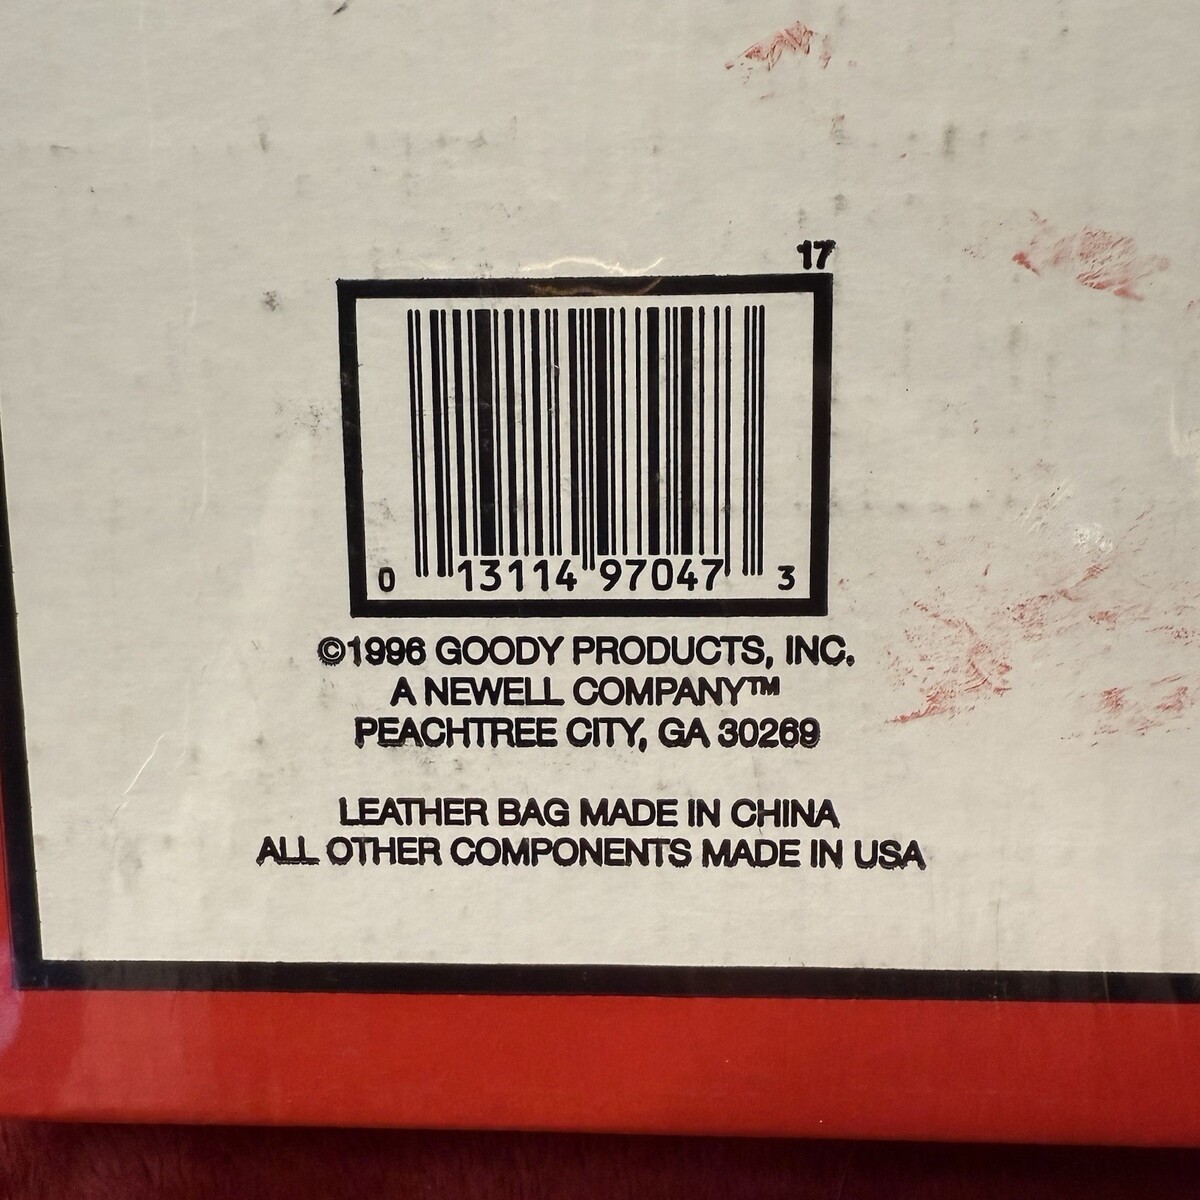 17
0 13114 97047 3
©1996 GOODY PRODUCTS, INC.
A NEWELL COMPANY™
PEACHTREE CITY, GA 30269
LEATHER BAG MADE IN CHINA
ALL OTHER COMPONENTS MADE IN USA